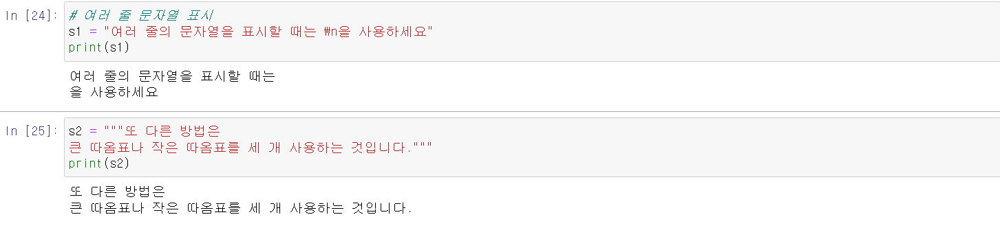 In [24]:
# 여러 줄 문자열 표시
s1 = "여러 줄의 문자열을 표시할 때는 ₩n을 사용하세요"
print(s1)
여러 줄의 문자열을 표시할 때는
을 사용하세요
In [25]:
s2 = """또 다른 방법은
큰 따옴표나 작은 따옴표를 세 개 사용하는 것입니다."""
print(s2)
또 다른 방법은
큰 따옴표나 작은 따옴표를 세 개 사용하는 것입니다.